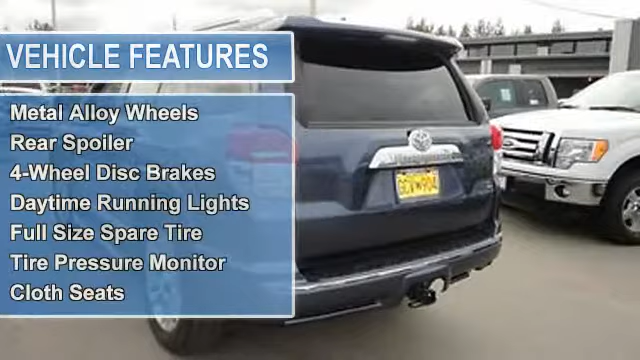 VEHICLE FEATURES
Metal Alloy Wheels
Rear Spoiler
4-Wheel Disc Brakes
Daytime Running Lights
Full Size Spare Tire
Tire Pressure Monitor
Cloth Seats